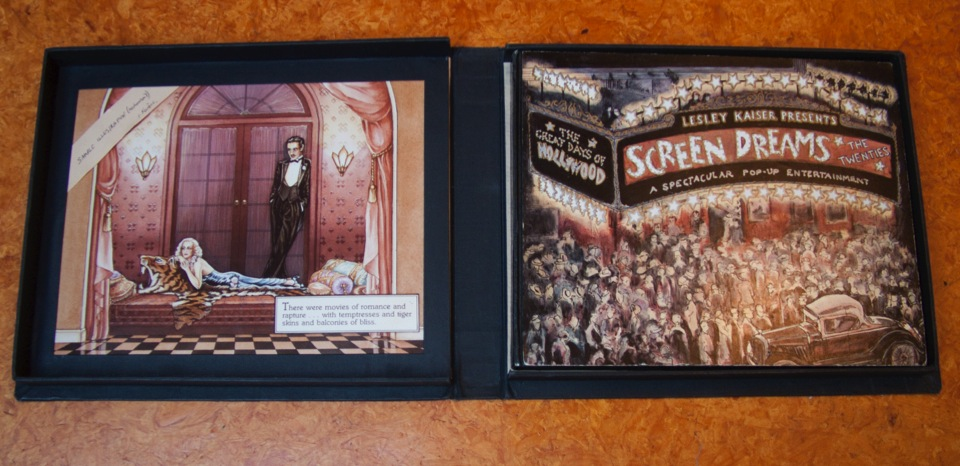 There were movies of romance and
rapture . . . with temptresses and tiger
skins and balconies of bliss.
LESLEY KAISER PRESENTS
THE
GREAT DAYS OF
HOLLYWOOD
SCREEN DREAMS
THE
TWENTIES
A SPECTACULAR POP-UP ENTERTAINMENT